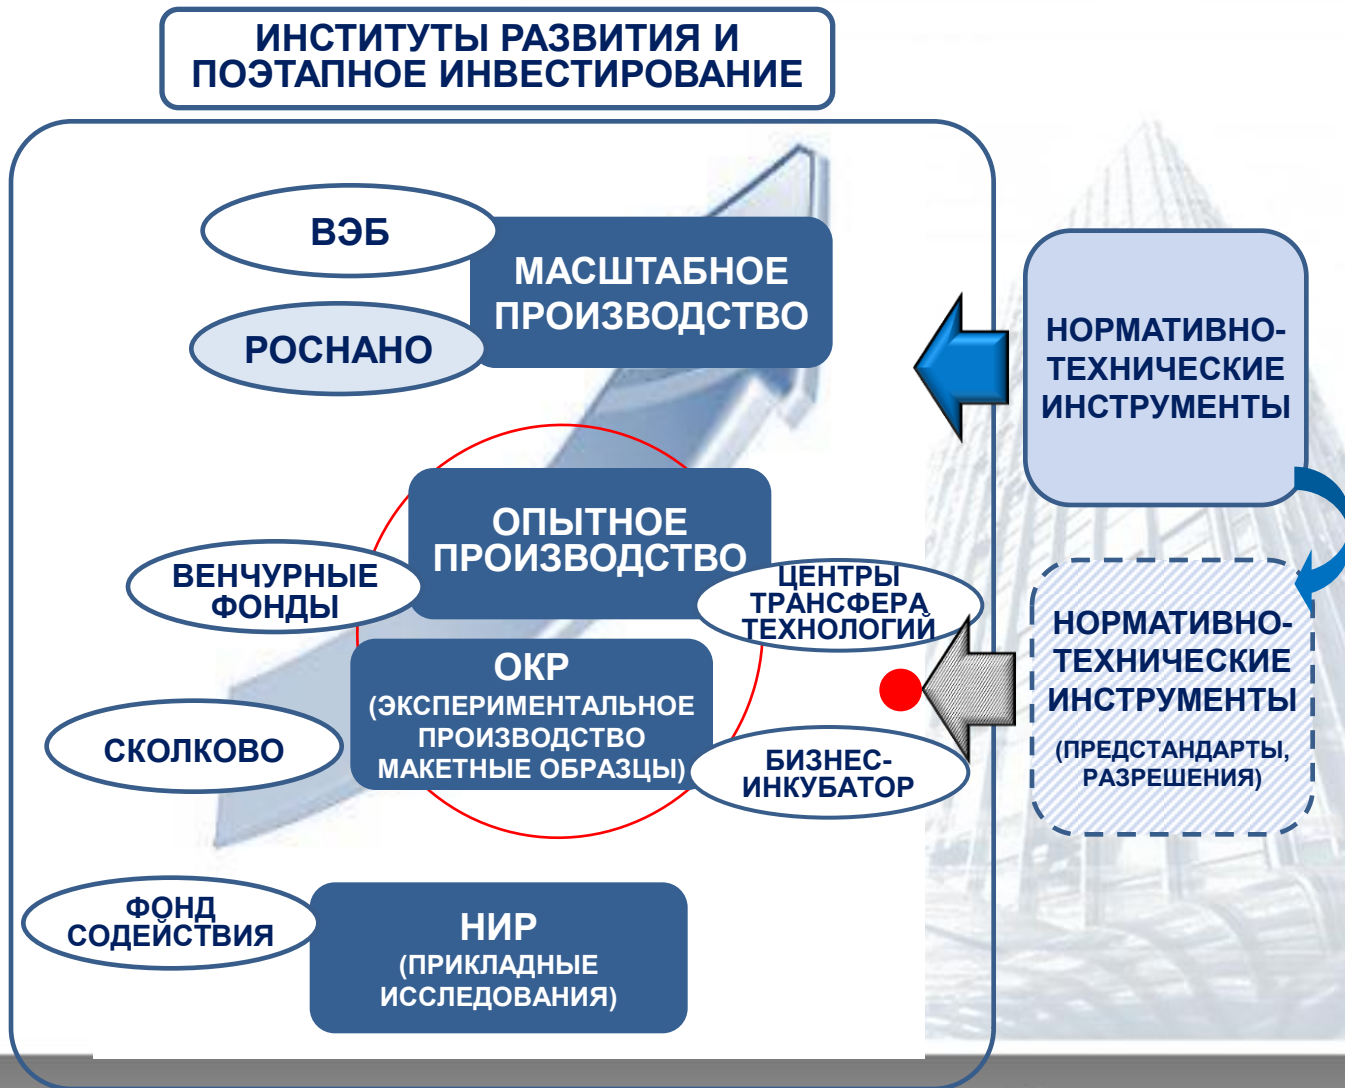 ИНСТИТУТЫ РАЗВИТИЯ И
ПОЭТАПНОЕ ИНВЕСТИРОВАНИЕ
ВЭБ
МАСШТАБНОЕ
ПРОИЗВОДСТВО
РОСНАНО
НОРМАТИВНО-
ТЕХНИЧЕСКИЕ
ИНСТРУМЕНТЫ
ОПЫТНОЕ
ПРОИЗВОДСТВО
ВЕНЧУРНЫЕ
ФОНДЫ
ЦЕНТРЫ
ТРАНСФЕРА
ТЕХНОЛОГИЙ
НОРМАТИВНО-
ТЕХНИЧЕСКИЕ
ИНСТРУМЕНТЫ
(ПРЕДСТАНДАРТЫ,
РАЗРЕШЕНИЯ)
ОКР
(ЭКСПЕРИМЕНТАЛЬНОЕ
ПРОИЗВОДСТВО
МАКЕТНЫЕ ОБРАЗЦЫ)
СКОЛКОВО
БИЗНЕС-
ИНКУБАТОР
ФОНД
СОДЕЙСТВИЯ
НИР
(ПРИКЛАДНЫЕ
ИССЛЕДОВАНИЯ)